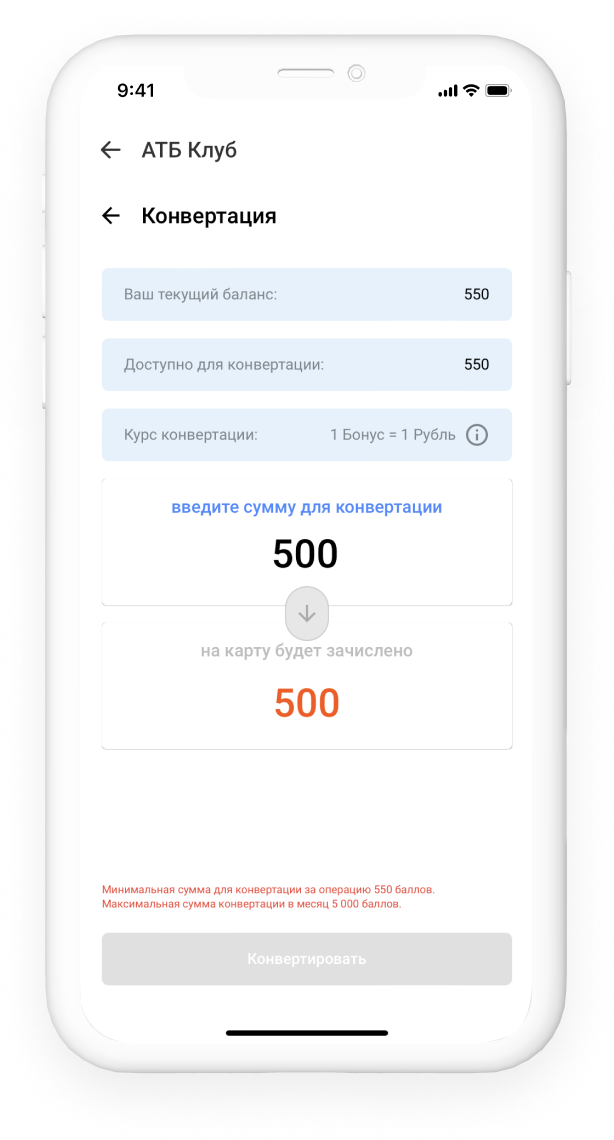 9:41
АТБ Клуб
Конвертация
Ваш текущий баланс: 550
Доступно для конвертации: 550
Курс конвертации: 1 Бонус = 1 Рубль
введите сумму для конвертации
500
на карту будет зачислено
500
Минимальная сумма для конвертации за операцию 550 баллов.
Максимальная сумма конвертации в месяц 5 000 баллов.
Конвертировать